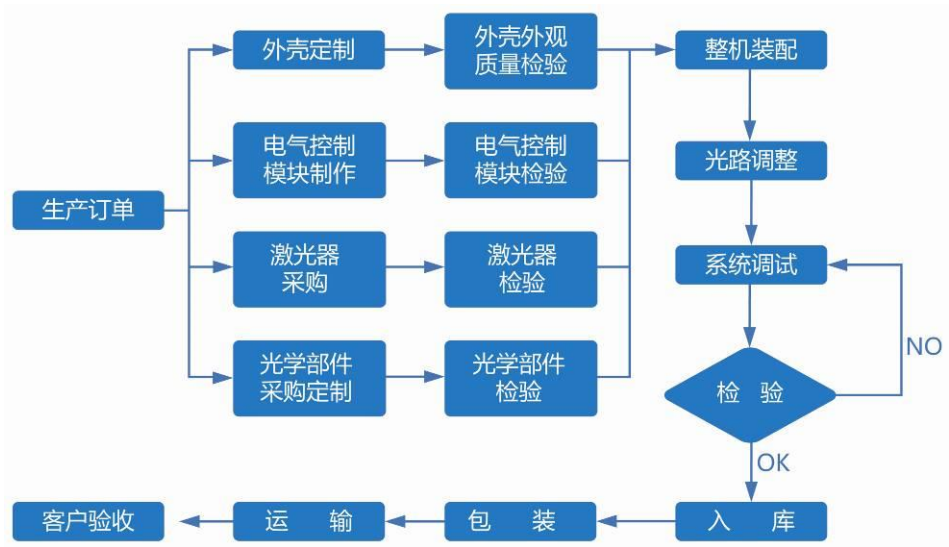 生产订单
外壳定制
外壳外观
质量检验
电气控制
模块制作
电气控制
模块检验
激光器
采购
激光器
检验
光学部件
采购定制
光学部件
检验
整机装配
光路调整
系统调试
检 验
NO
OK
入 库
包 装
运 输
客户验收